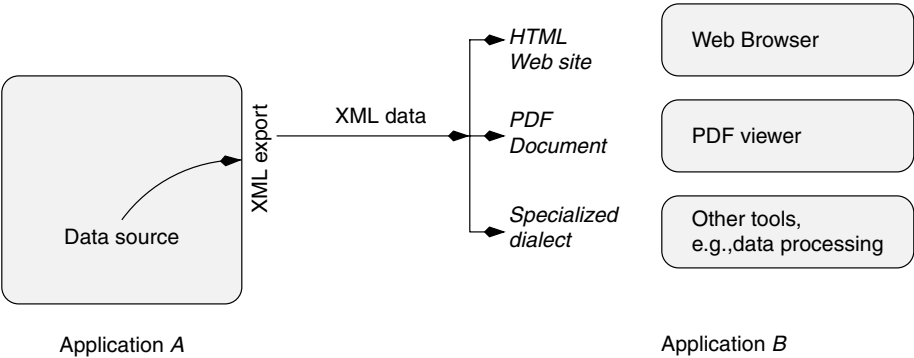 Data source
XML export
XML data
HTML
Web site
PDF
Document
Specialized
dialect
Web Browser
PDF viewer
Other tools,
e.g.,data processing
Application A
Application B